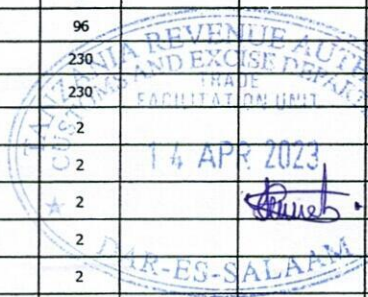 96
230
230
2
2
2
2
2
TANZANIA REVENUE AUTH
CUSTOMS AND EXCISE DEPART
TRADE
FACILITATION UNIT
14 APR 2023
DAR-ES-SALAAM